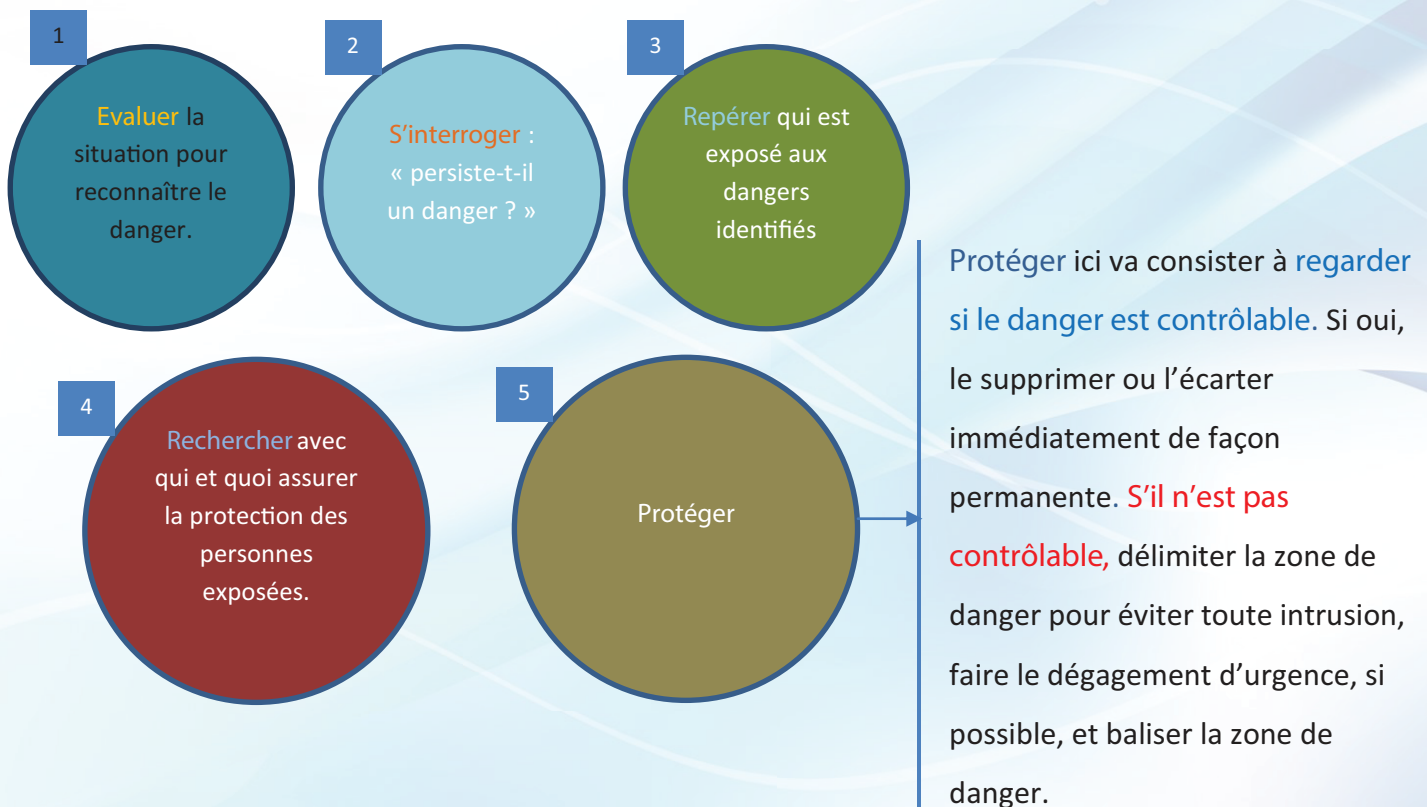 1
Evaluer la
situation pour
reconnaître le
danger.
2
S’interroger :
« persiste-t-il
un danger ? »
3
Repérer qui est
exposé aux
dangers
identifiés
4
Rechercher avec
qui et quoi assurer
la protection des
personnes
exposées.
5
Protéger
Protéger ici va consister à regarder
si le danger est contrôlable. Si oui,
le supprimer ou l’écarter
immédiatement de façon
permanente. S’il n’est pas
contrôlable, délimiter la zone de
danger pour éviter toute intrusion,
faire le dégagement d’urgence, si
possible, et baliser la zone de
danger.